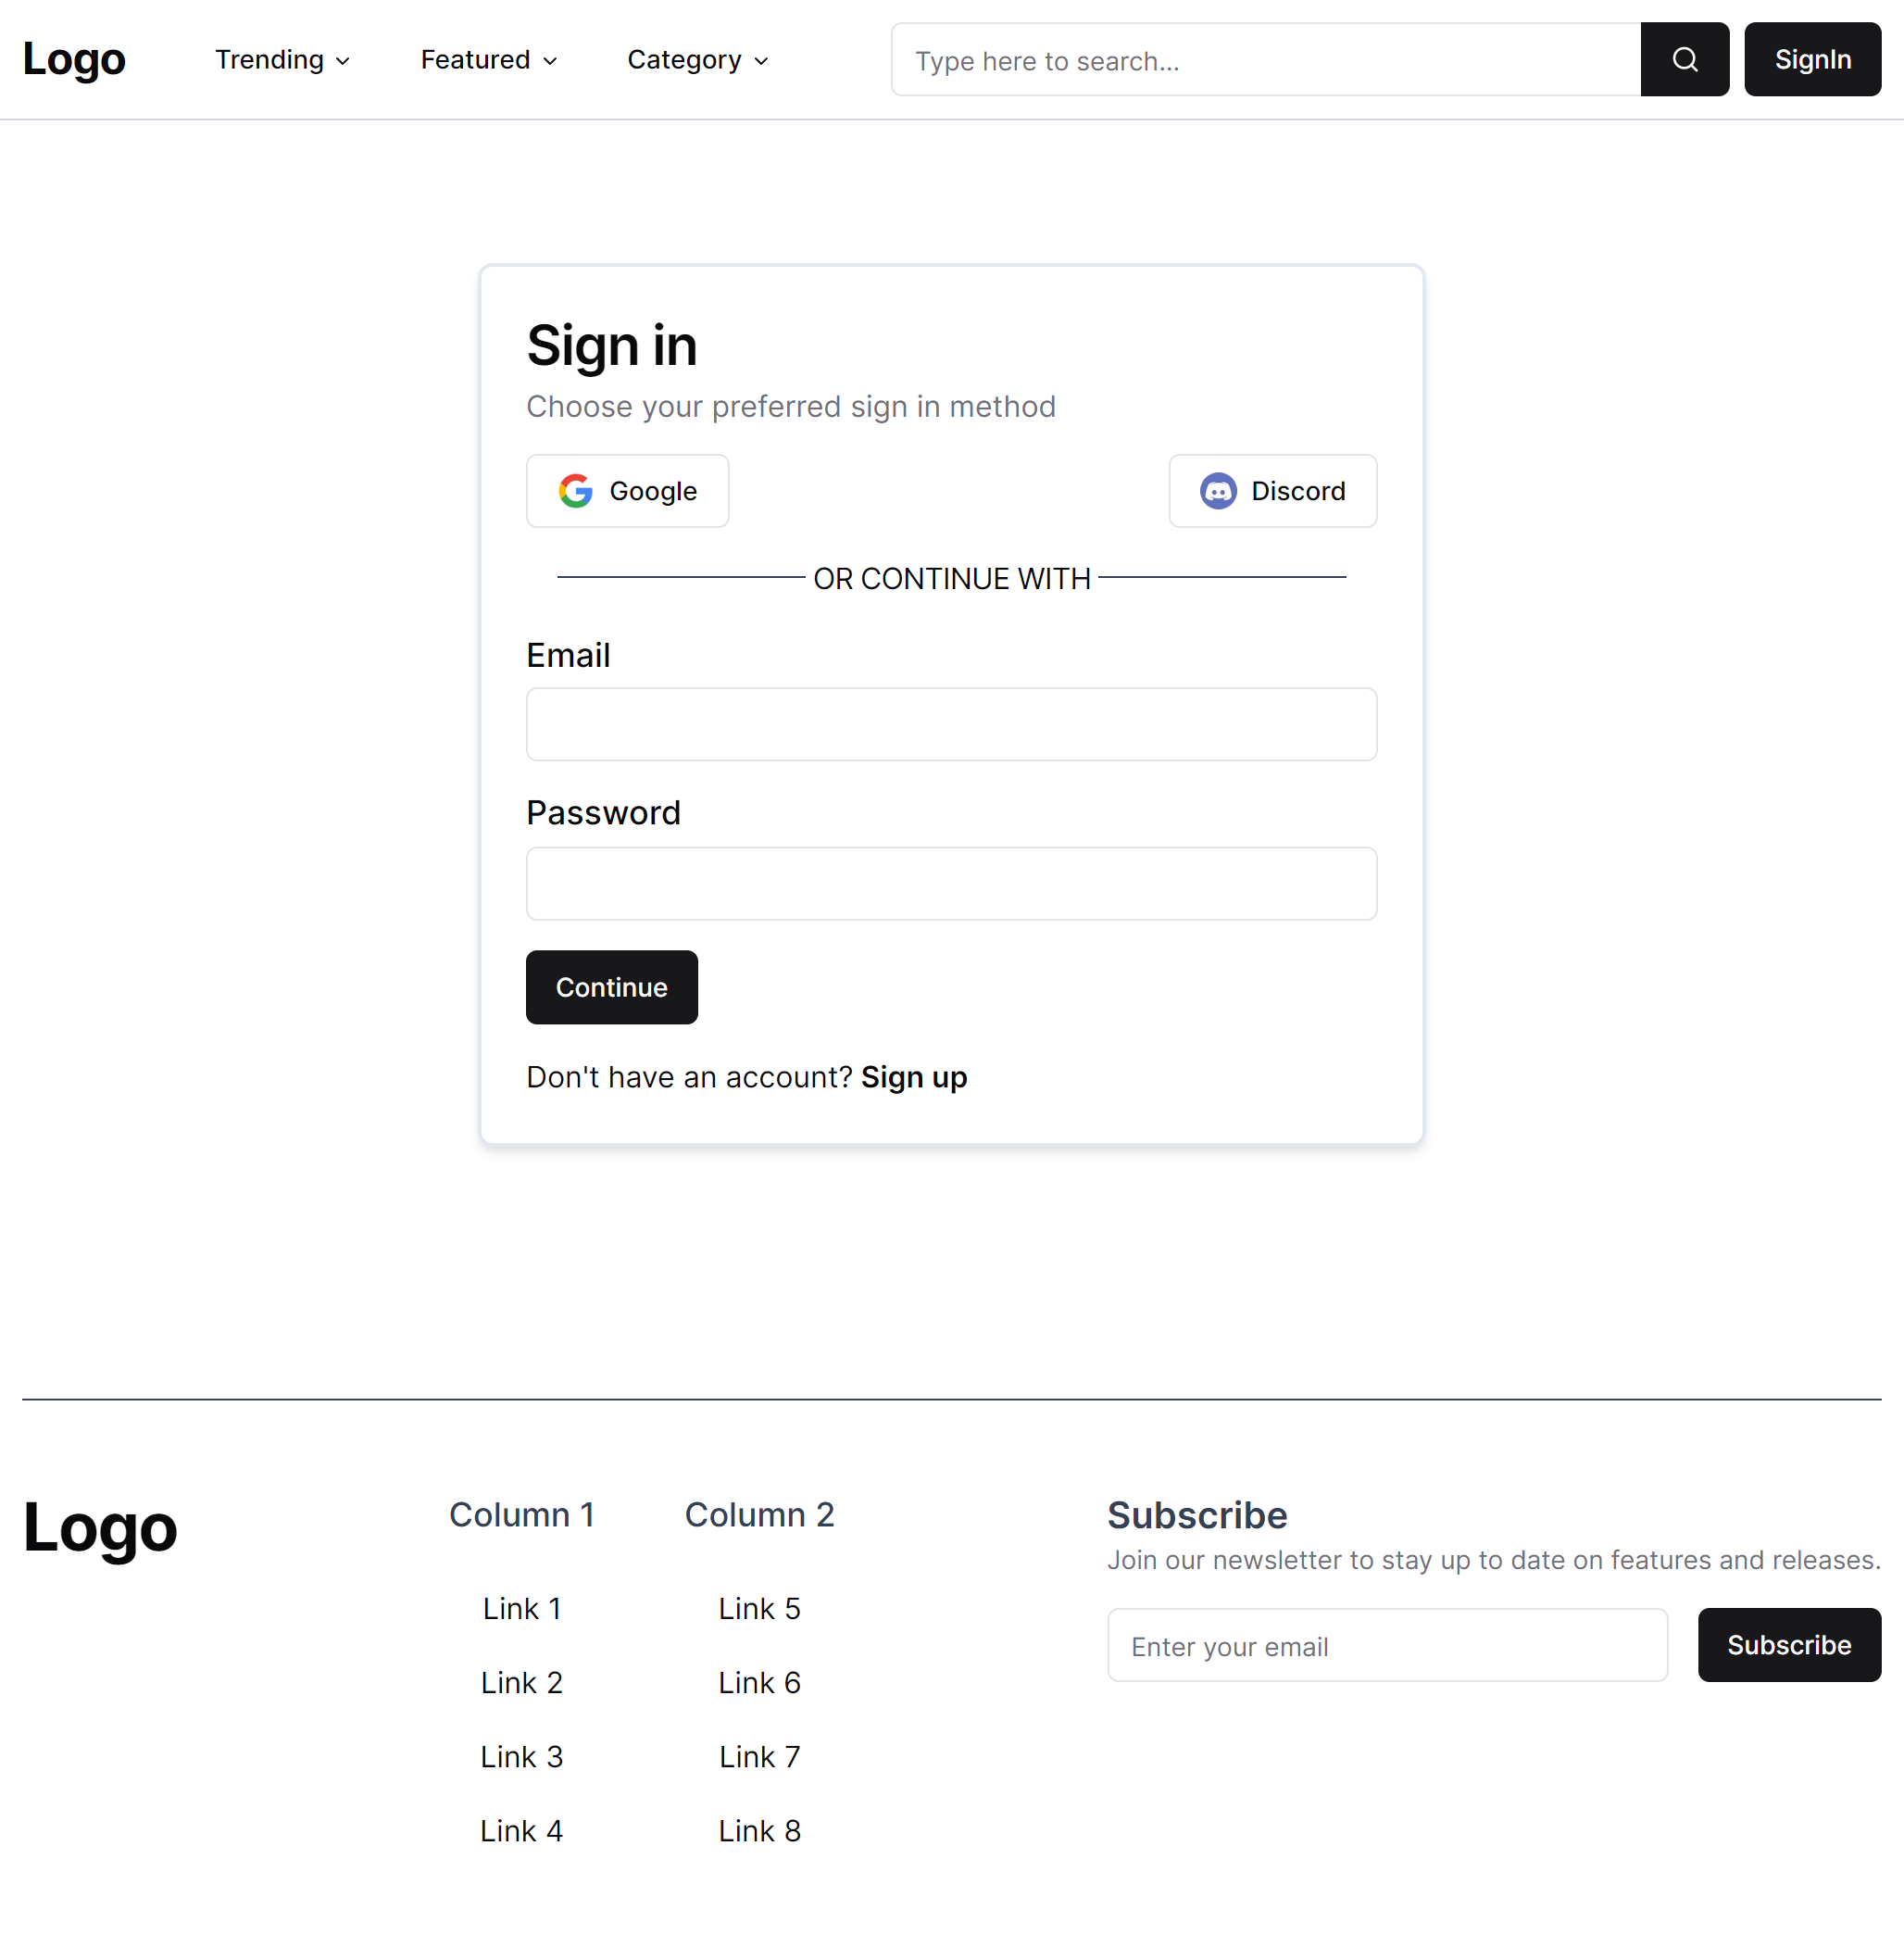 Logo Trending Featured Category Type here to search... SignIn
Sign in
Choose your preferred sign in method
Google Discord
OR CONTINUE WITH
Email
Password
Continue
Don't have an account? Sign up
Logo
Column 1
Link 1
Link 2
Link 3
Link 4
Column 2
Link 5
Link 6
Link 7
Link 8
Subscribe
Join our newsletter to stay up to date on features and releases.
Enter your email Subscribe